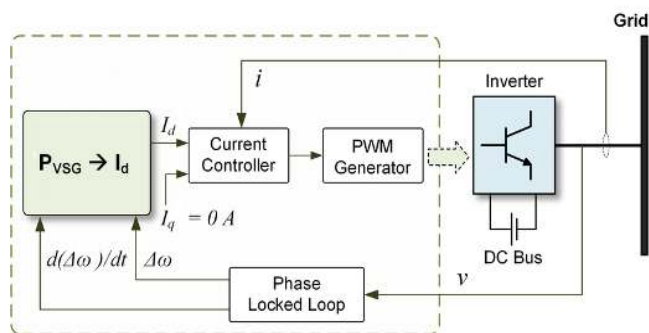 Grid
i
Inverter
P_VSG → I_d
I_d
Current
Controller
PWM
Generator
I_q = 0 A
d(Δω)/dt
Δω
DC Bus
Phase
Locked Loop
v